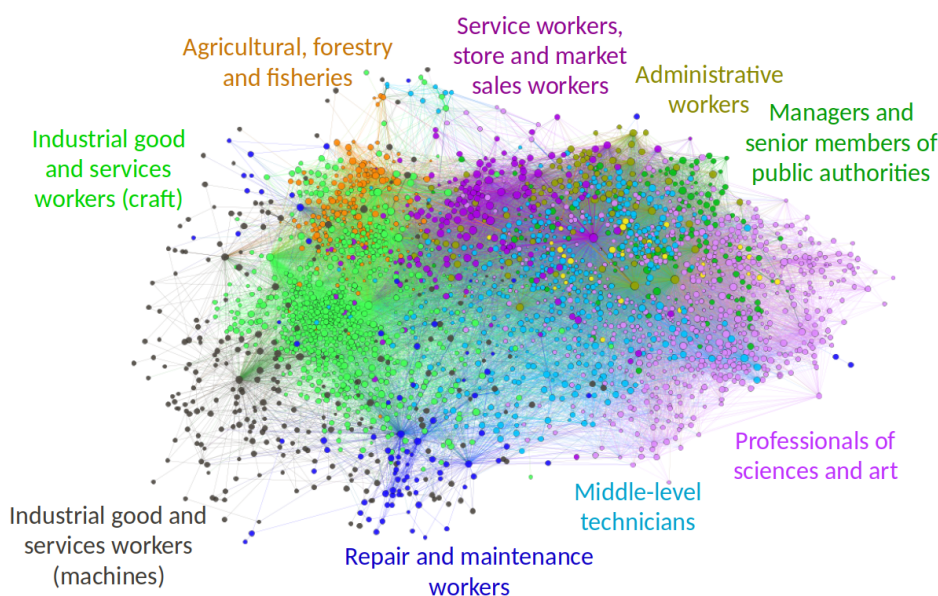 Agricultural, forestry
and fisheries
Service workers,
store and market
sales workers
Administrative
workers
Managers and
senior members of
public authorities
Industrial good
and services
workers (craft)
Professionals of
sciences and art
Middle-level
technicians
Industrial good and
services workers
(machines)
Repair and maintenance
workers